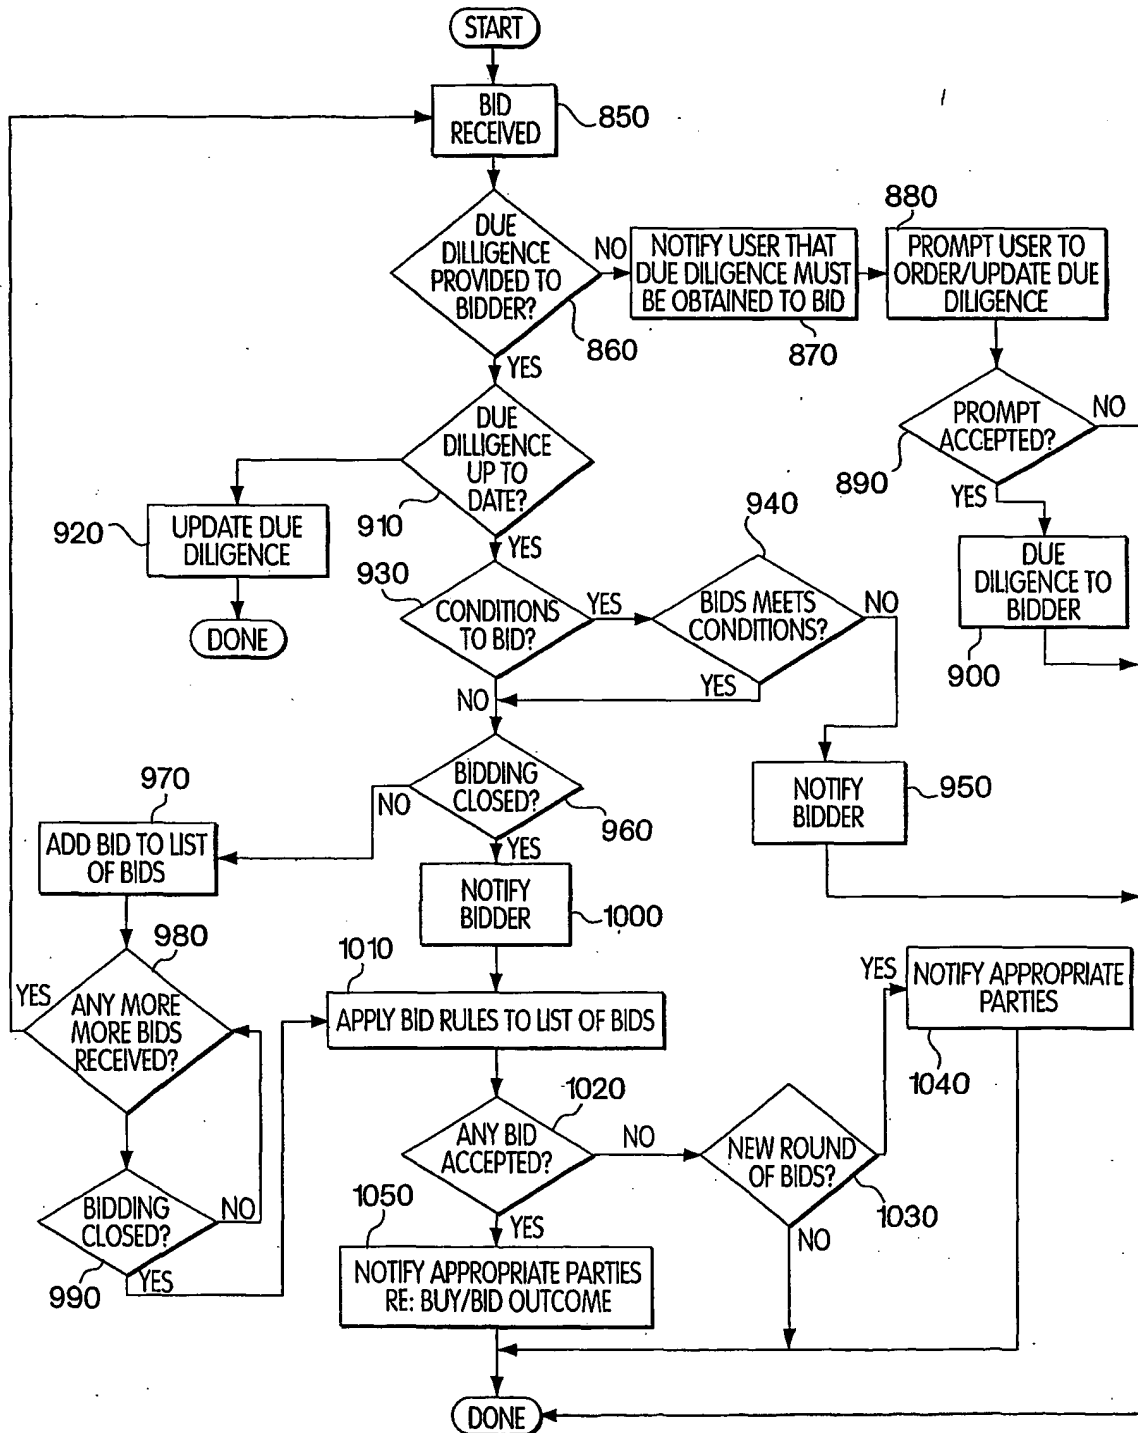 START
BID
RECEIVED
850
DUE
DILLIGENCE
PROVIDED TO
BIDDER?
860
NO
NOTIFY USER THAT
DUE DILIGENCE MUST
BE OBTAINED TO BID
870
880
PROMPT USER TO
ORDER/UPDATE DUE
DILIGENCE
PROMPT
ACCEPTED?
NO
890
YES
DUE
DILIGENCE TO
BIDDER
900
YES
DUE
DILLIGENCE
UP TO
DATE?
910
920
UPDATE DUE
DILIGENCE
DONE
YES
930
CONDITIONS
TO BID?
YES
940
BIDS MEETS
CONDITIONS?
NO
YES
NO
NOTIFY
BIDDER
950
BIDDING
CLOSED?
960
NO
970
ADD BID TO LIST
OF BIDS
YES
NOTIFY
BIDDER
1000
980
YES
ANY MORE
MORE BIDS
RECEIVED?
1010
APPLY BID RULES TO LIST OF BIDS
YES
NOTIFY APPROPRIATE
PARTIES
1040
1020
ANY BID
ACCEPTED?
NO
NEW ROUND
OF BIDS?
1030
NO
BIDDING
CLOSED?
NO
990
YES
YES
1050
NOTIFY APPROPRIATE PARTIES
RE: BUY/BID OUTCOME
DONE